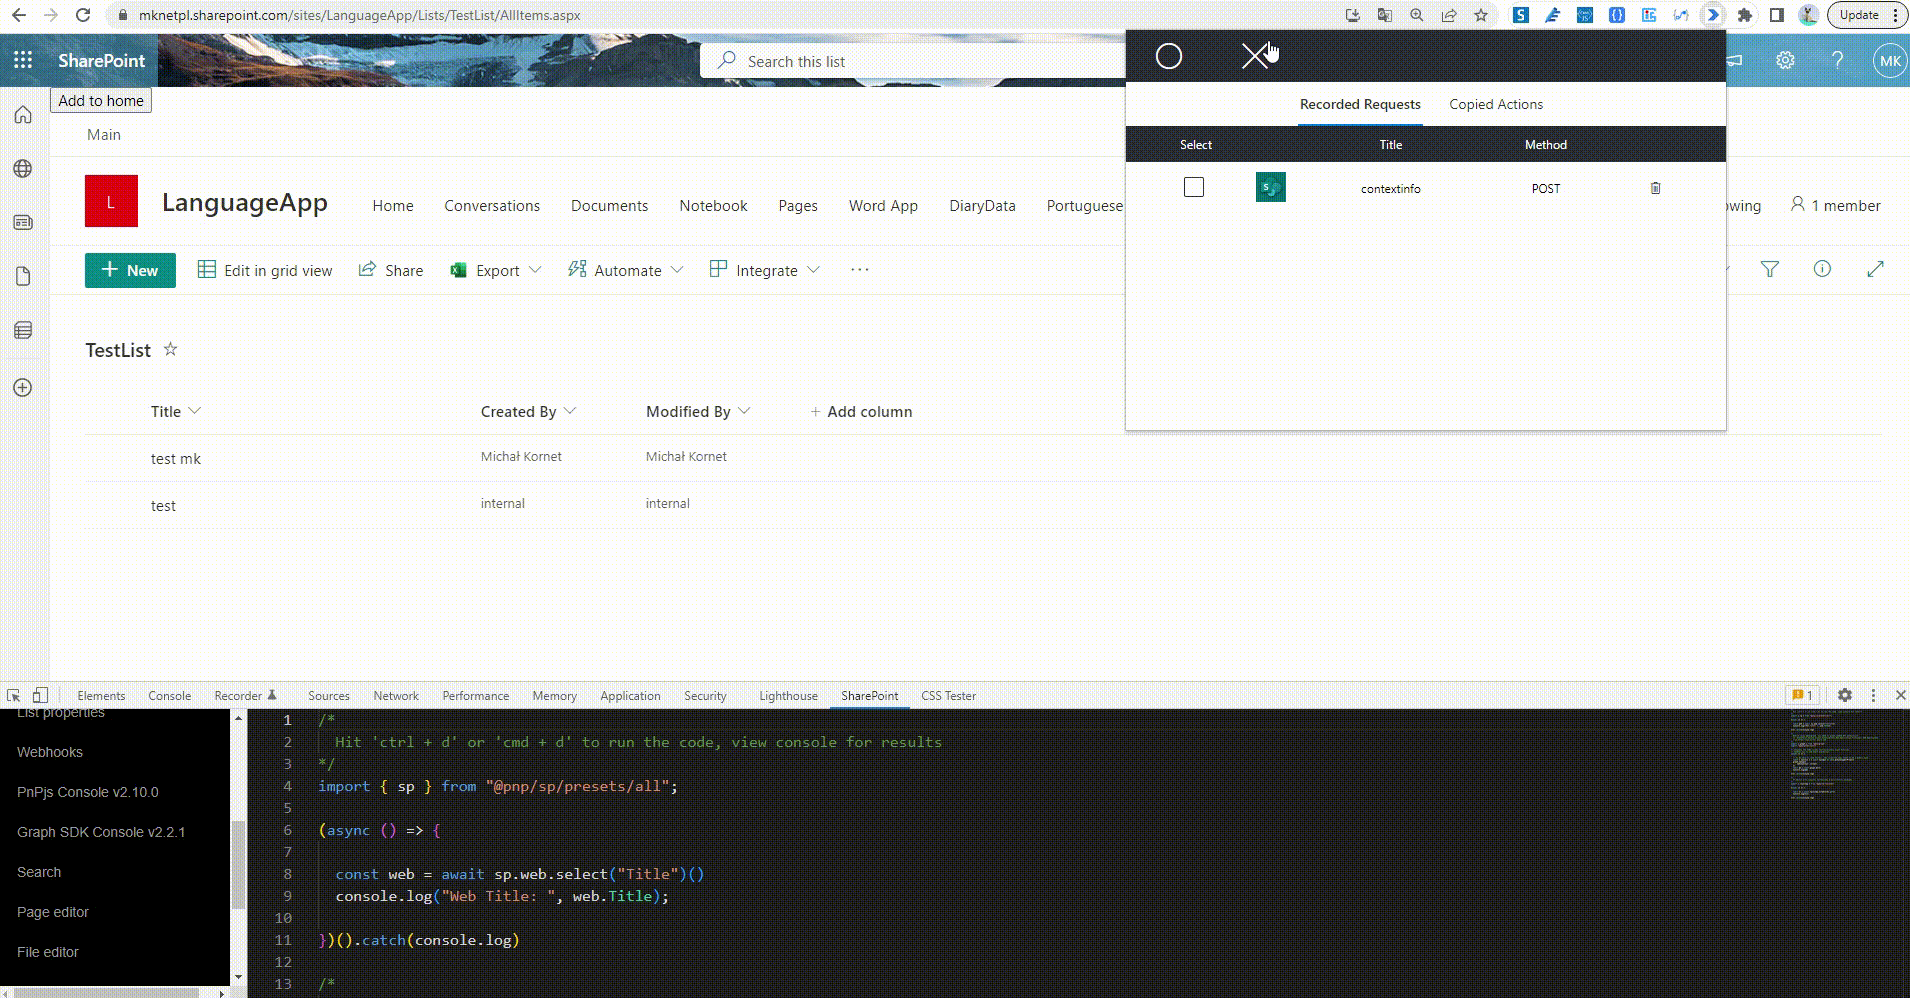 mknetpl.sharepoint.com/sites/LanguageApp/Lists/TestList/AllItems.aspx
Update
SharePoint
Search this list
MK
Add to home
Main
Recorded Requests
Copied Actions
Select
Title
Method
contextinfo
POST
L
LanguageApp
Home
Conversations
Documents
Notebook
Pages
Word App
DiaryData
Portuguese
wing
1 member
New
Edit in grid view
Share
Export
Automate
Integrate
TestList
Title
Created By
Modified By
Add column
test mk
Michał Kornet
Michał Kornet
test
internal
internal
Elements
Console
Recorder
Sources
Network
Performance
Memory
Application
Security
Lighthouse
SharePoint
CSS Tester
1
List properties
Webhooks
PnPjs Console v2.10.0
Graph SDK Console v2.2.1
Search
Page editor
File editor
1 /*
2 Hit 'ctrl + d' or 'cmd + d' to run the code, view console for results
3 */
4 import { sp } from "@pnp/sp/presets/all";
5
6 (async () => {
7
8 const web = await sp.web.select("Title")()
9 console.log("Web Title: ", web.Title);
10
11 })().catch(console.log)
12
13 /*